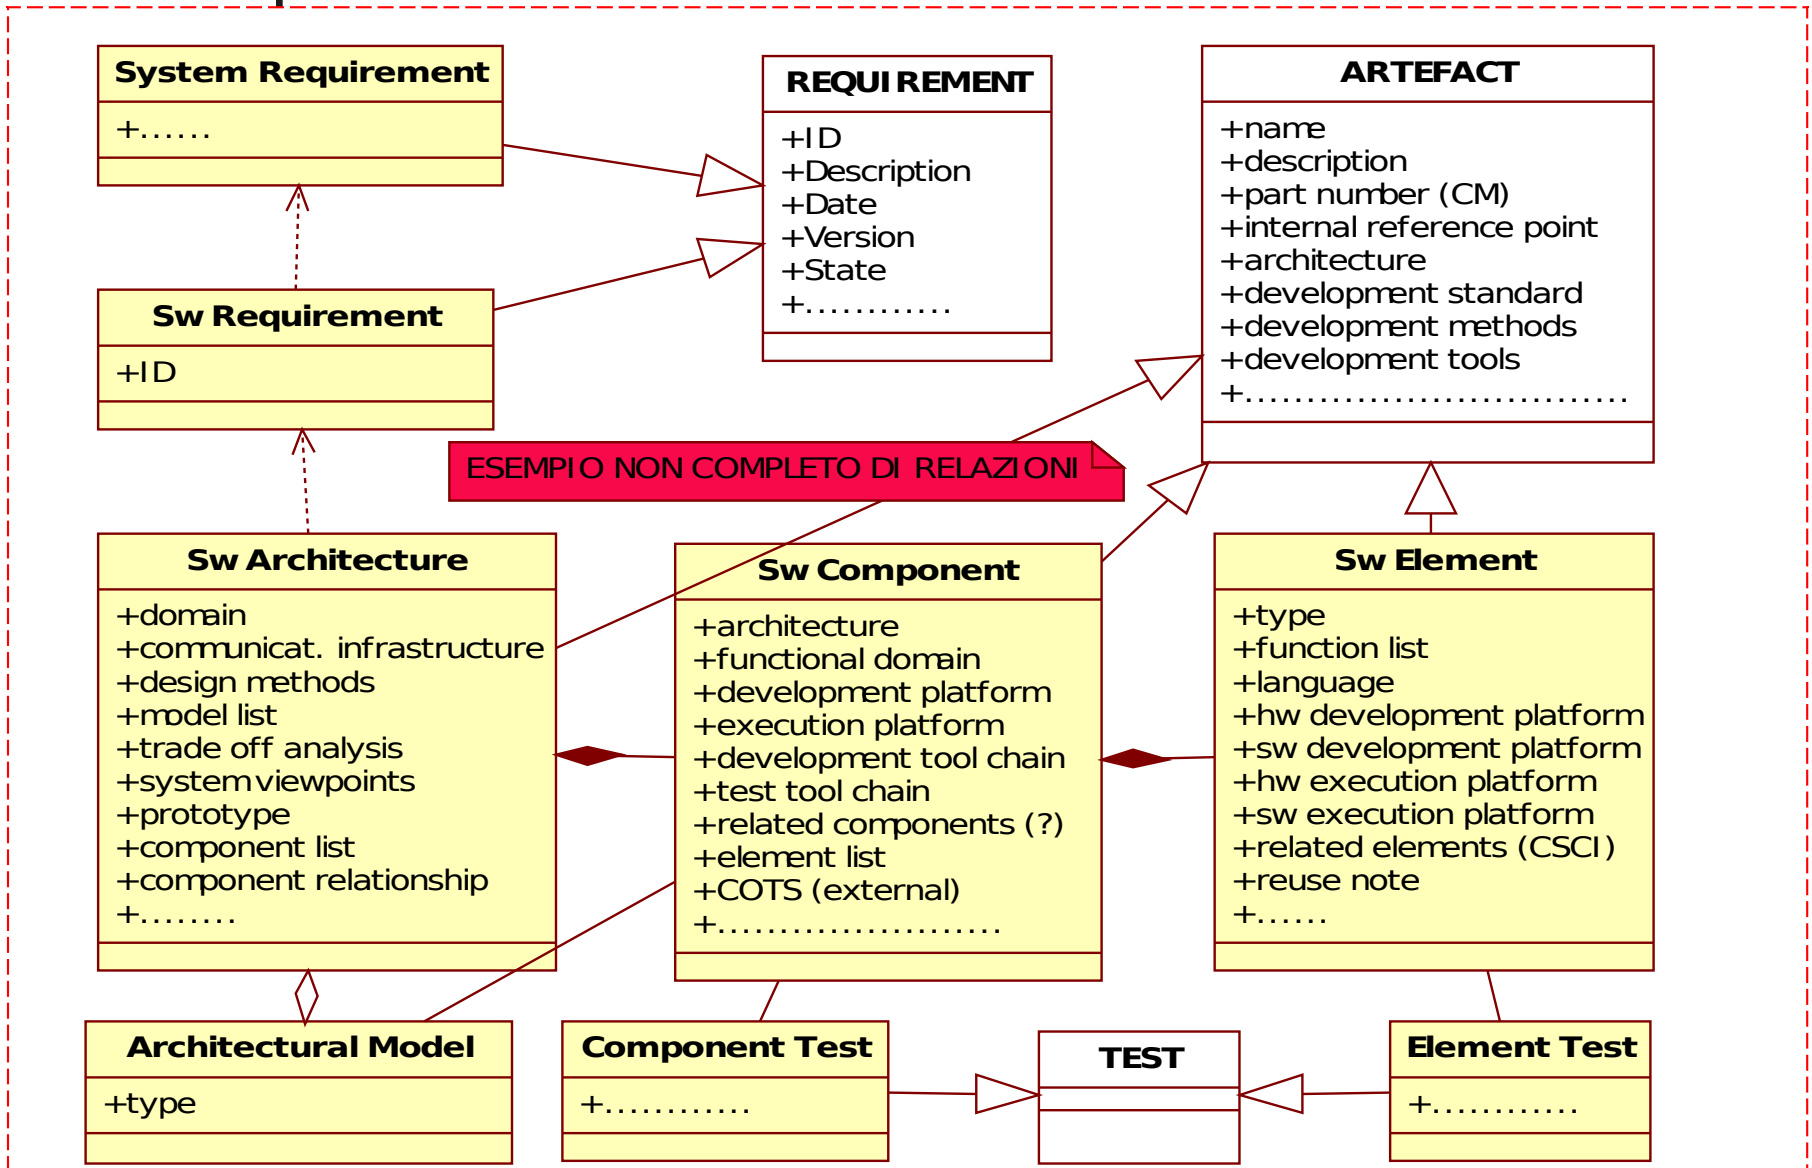 System Requirement
+......
REQUIREMENT
+ID
+Description
+Date
+Version
+State
+............
ARTEFACT
+name
+description
+part number (CM)
+internal reference point
+architecture
+development standard
+development methods
+development tools
+...............................
Sw Requirement
+ID
ESEMPIO NON COMPLETO DI RELAZIONI
Sw Architecture
+domain
+communicat. infrastructure
+design methods
+model list
+trade off analysis
+system viewpoints
+prototype
+component list
+component relationship
+........
Sw Component
+architecture
+functional domain
+development platform
+execution platform
+development tool chain
+test tool chain
+related components (?)
+element list
+COTS (external)
+.......................
Sw Element
+type
+function list
+language
+hw development platform
+sw development platform
+hw execution platform
+sw execution platform
+related elements (CSCI)
+reuse note
+......
Architectural Model
+type
Component Test
+............
TEST
Element Test
+............